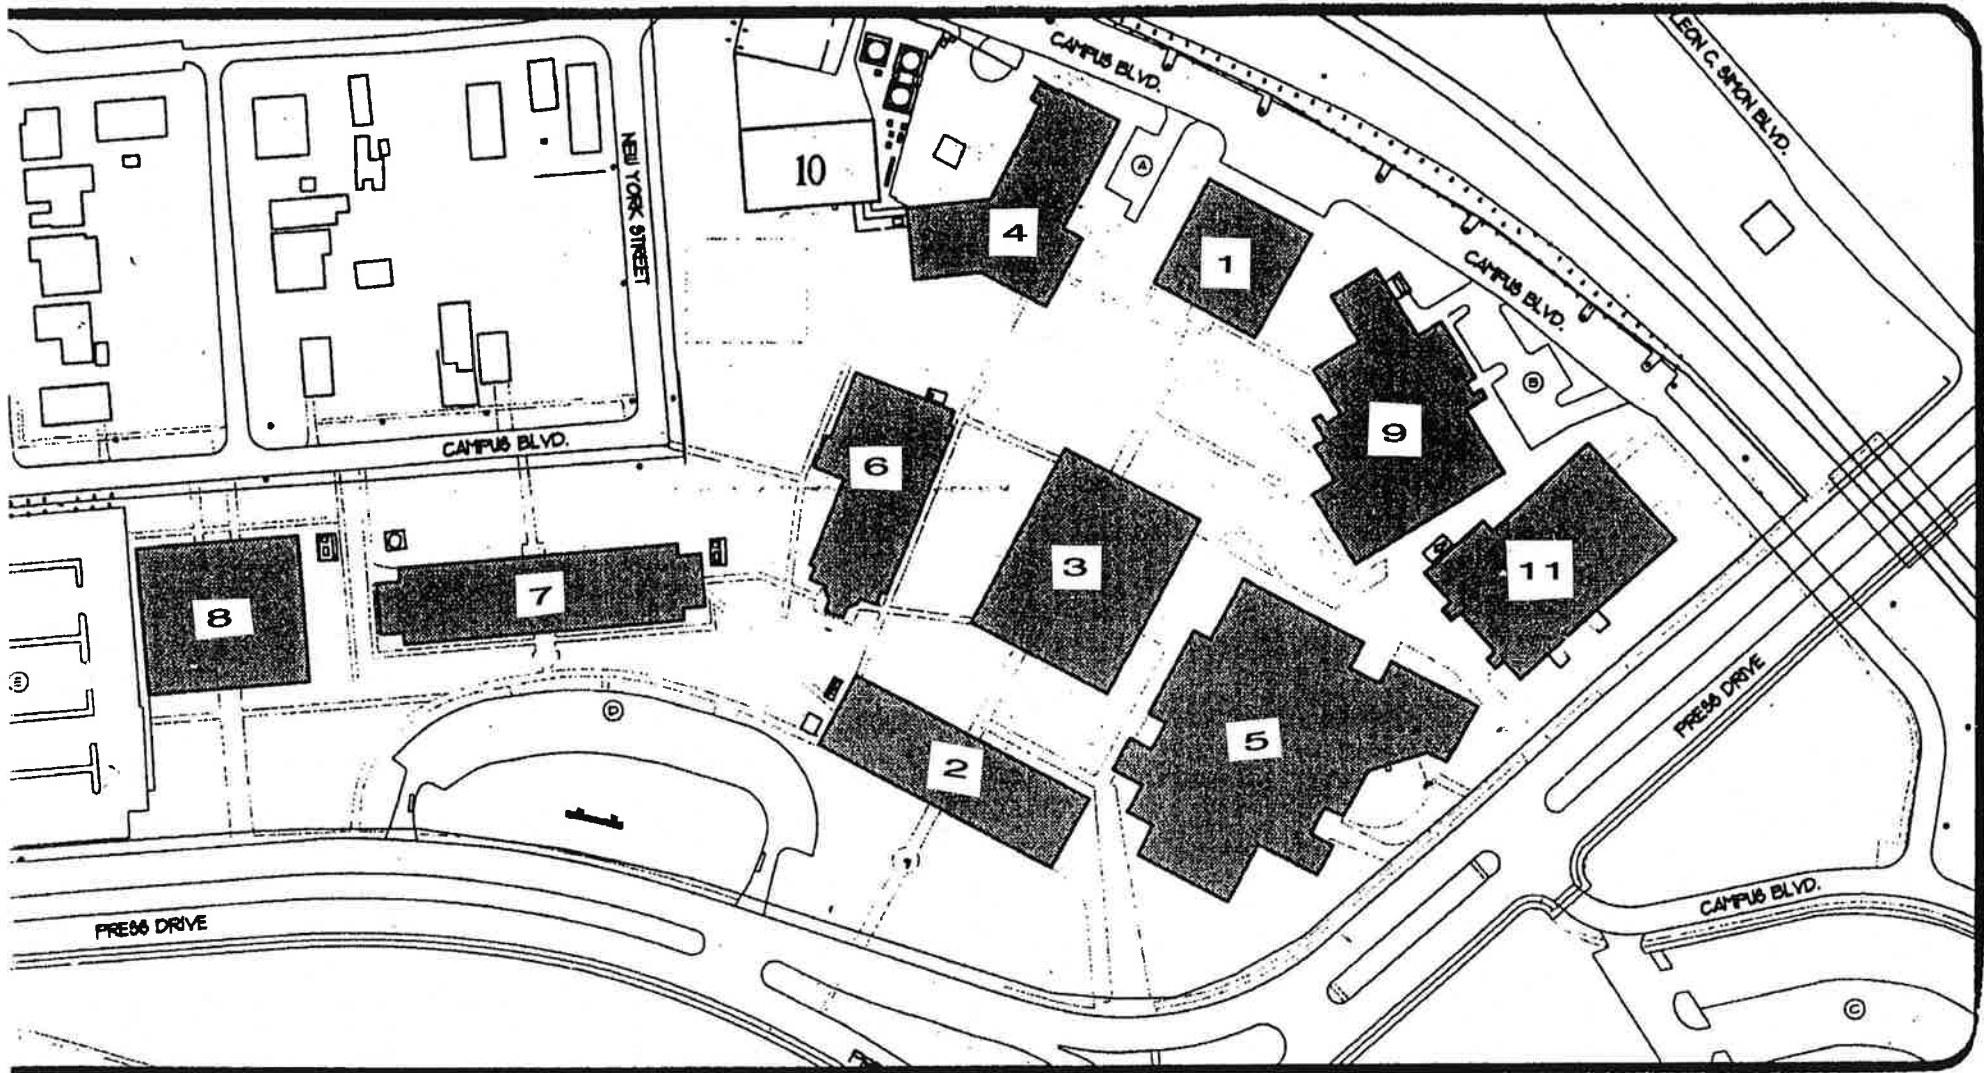 LEON C. SIMON BLVD.
CAMPUS BLVD.
NEW YORK STREET
10
A
4
1
CAMPUS BLVD.
B
9
CAMPUS BLVD.
6
3
11
8
7
E
D
5
2
PRESS DRIVE
CAMPUS BLVD.
PRESS DRIVE
C